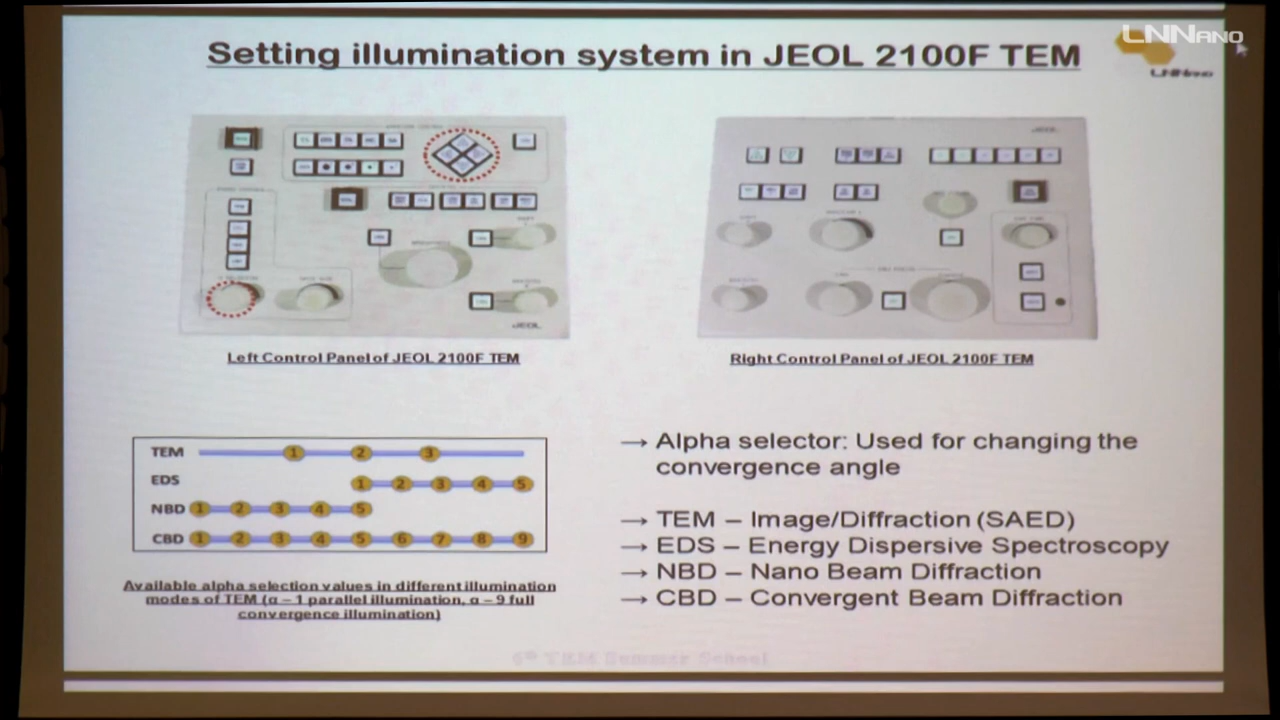 LNNANO
LNNano
Setting illumination system in JEOL 2100F TEM
JEOL
JEOL
Left Control Panel of JEOL 2100F TEM
Right Control Panel of JEOL 2100F TEM
TEM 1 2 3
EDS 1 2 3 4 5
NBD 1 2 3 4 5
CBD 1 2 3 4 5 6 7 8 9
Available alpha selection values in different illumination
modes of TEM (α – 1 parallel illumination, α – 9 full
convergence illumination)
→ Alpha selector: Used for changing the
convergence angle
→ TEM – Image/Diffraction (SAED)
→ EDS – Energy Dispersive Spectroscopy
→ NBD – Nano Beam Diffraction
→ CBD – Convergent Beam Diffraction
6th TEM Summer School